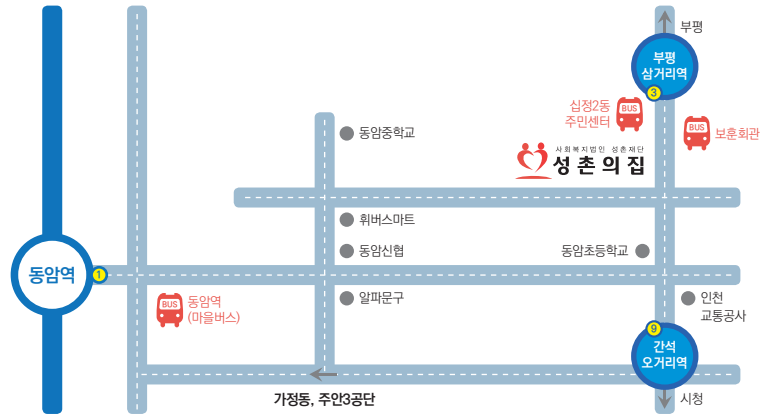 부평
부평
삼거리역
3
십정2동
주민센터
BUS
BUS
보훈회관
동암중학교
사회복지법인 성촌재단
성촌의집
휘버스마트
동암신협
동암초등학교
동암역
1
BUS
동암역
(마을버스)
알파문구
인천
교통공사
9
간석
오거리역
가정동, 주안3공단
시청